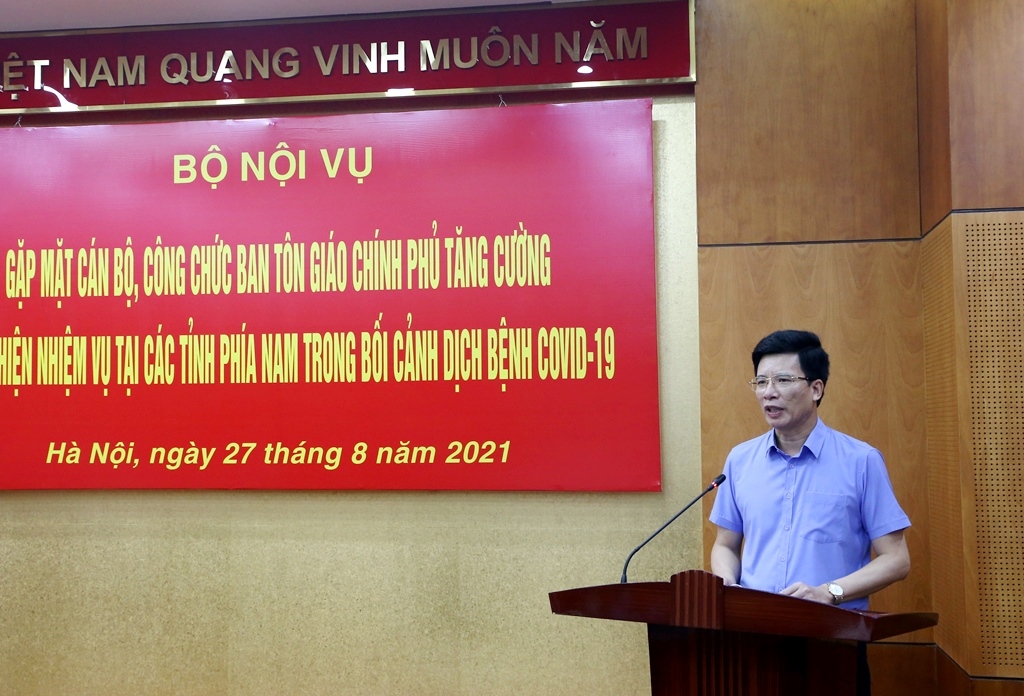 ỆT NAM QUANG VINH MUÔN NĂM
BỘ NỘI VỤ
GẶP MẶT CÁN BỘ, CÔNG CHỨC BAN TÔN GIÁO CHÍNH PHỦ TĂNG CƯỜNG
HIỆN NHIỆM VỤ TẠI CÁC TỈNH PHÍA NAM TRONG BỐI CẢNH DỊCH BỆNH COVID-19
Hà Nội, ngày 27 tháng 8 năm 2021